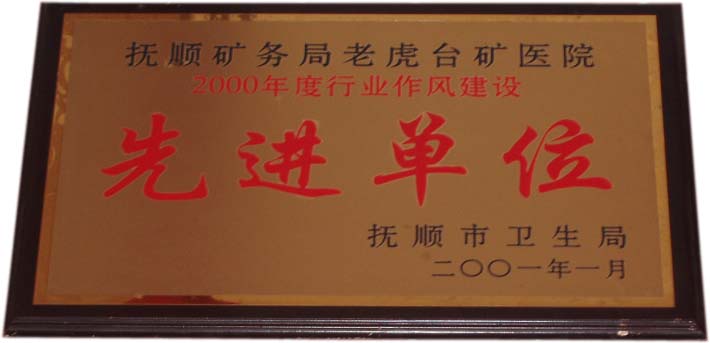 抚顺矿务局老虎台矿医院
2000年度行业作风建设
先进单位
抚顺市卫生局
二〇〇一年一月